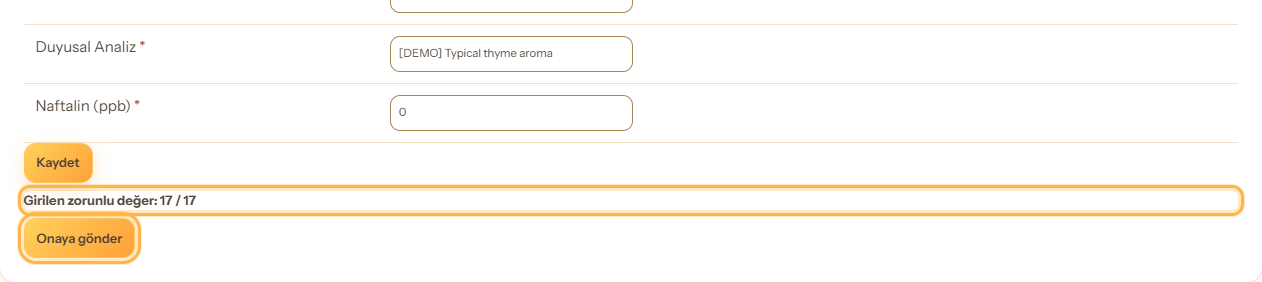 Duyusal Analiz *
[DEMO] Typical thyme aroma
Naftalin (ppb) *
0
Kaydet
Girilen zorunlu değer: 17 / 17
Onaya gönder